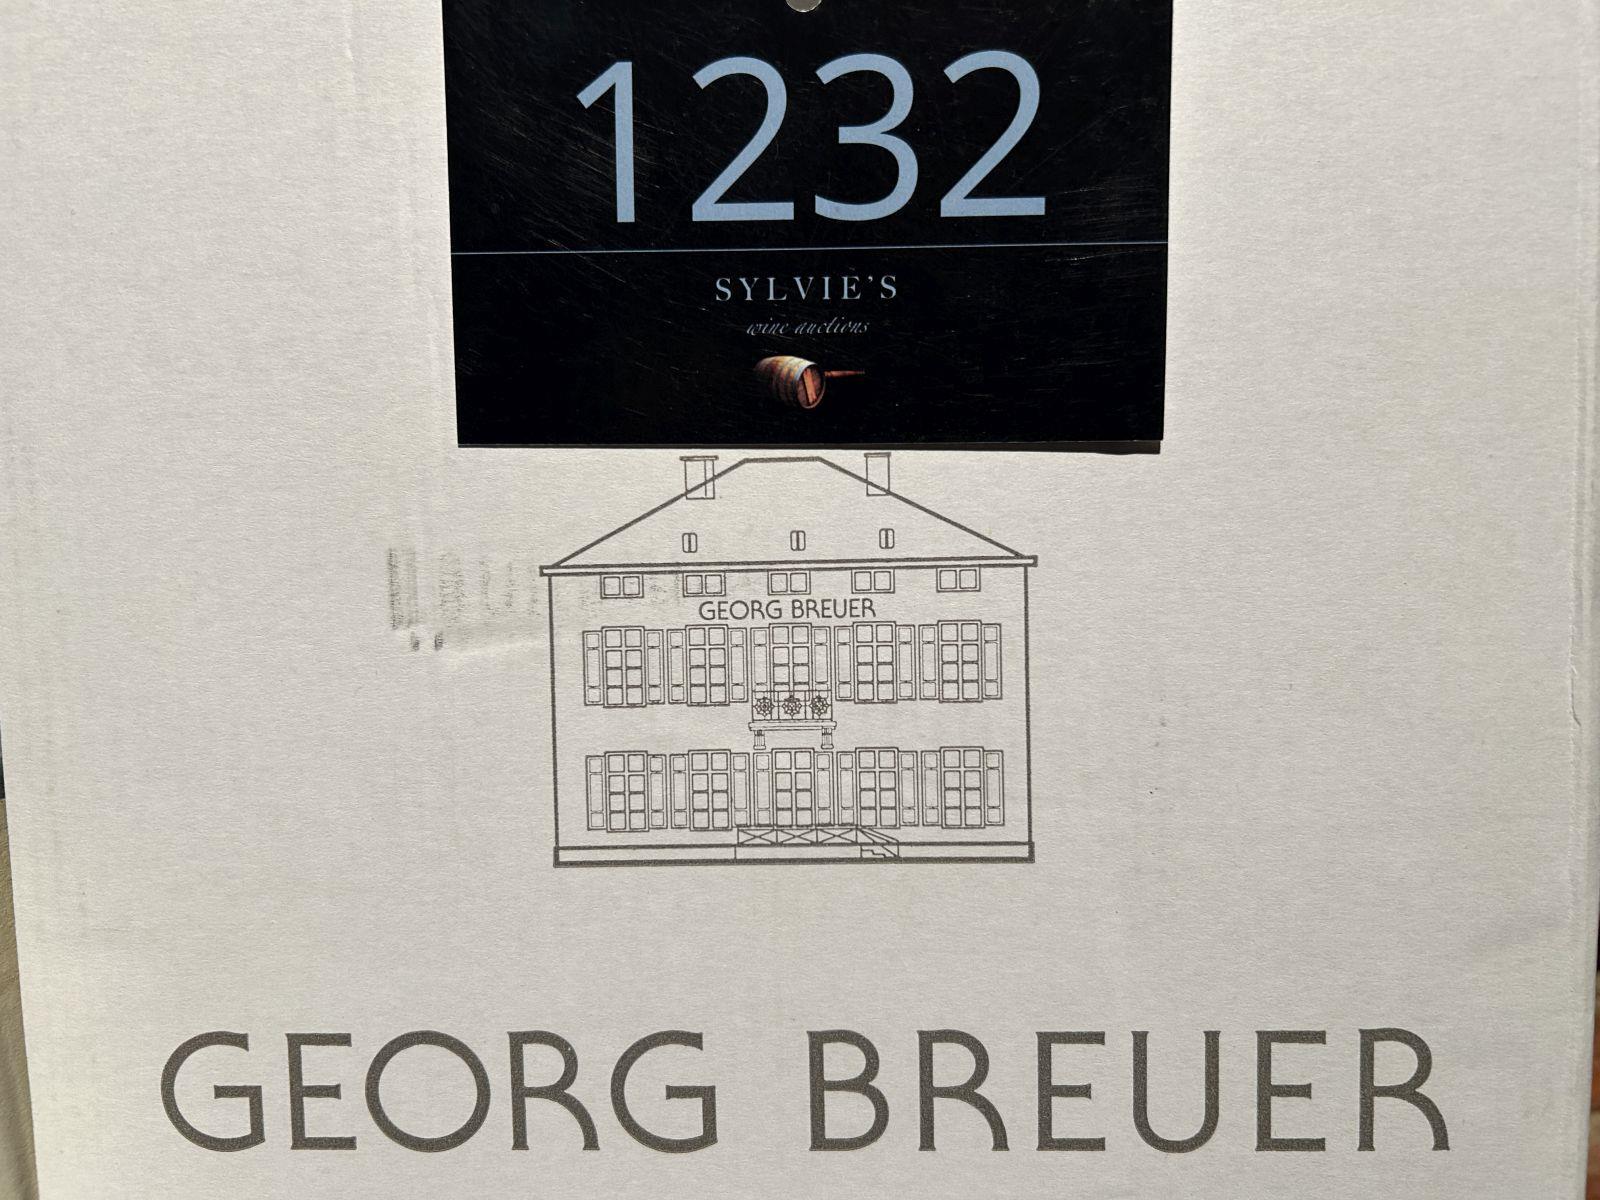 1232
SYLVIE'S
wine auctions
GEORG BREUER
GEORG BREUER